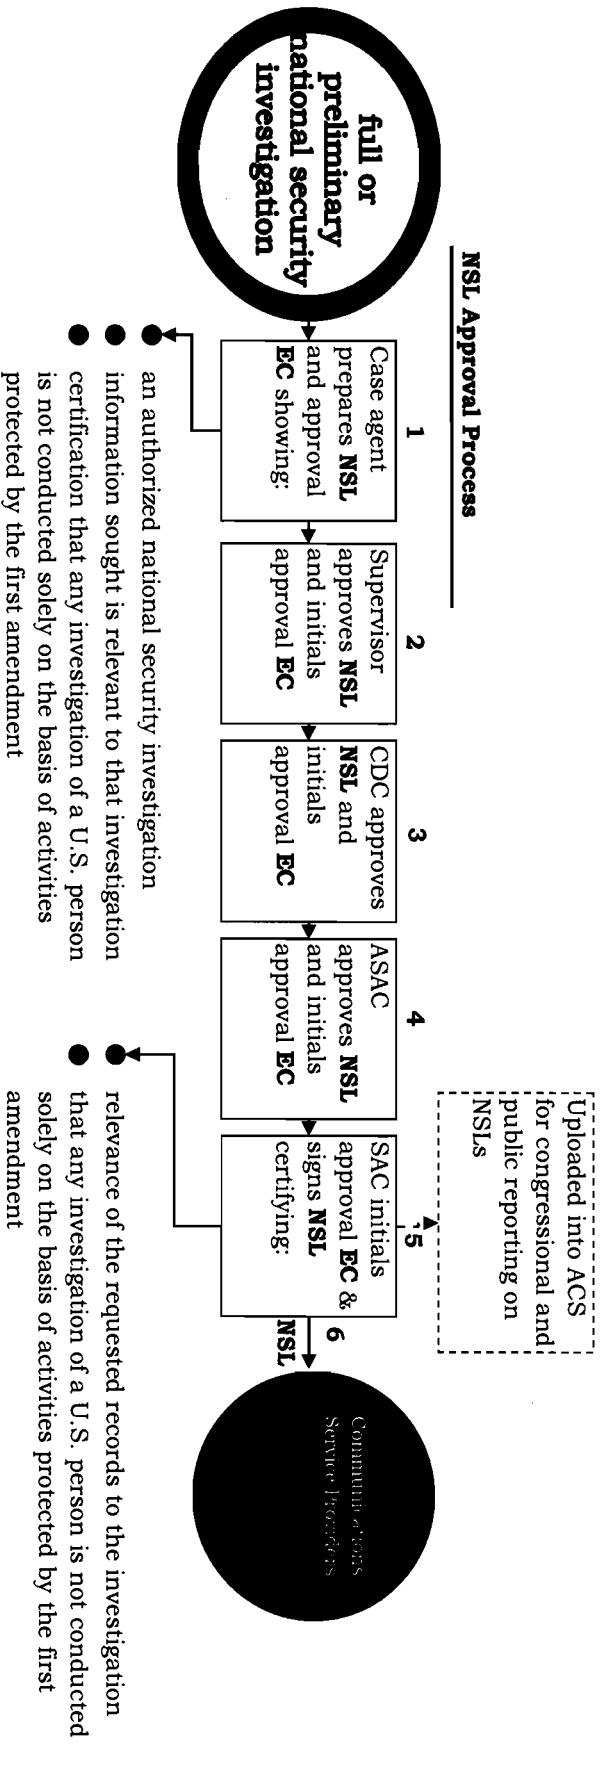 NSL Approval Process
full or
preliminary
national security
investigation
1
Case agent
prepares NSL
and approval
EC showing:
2
Supervisor
approves NSL
and initials
approval EC
3
CDC approves
NSL and
initials
approval EC
4
ASAC
approves NSL
and initials
approval EC
5
SAC initials
approval EC &
signs NSL
certifying:
Uploaded into ACS
for congressional and
public reporting on
NSLs
6
NSL
Communications
Service Providers
an authorized national security investigation
information sought is relevant to that investigation
certification that any investigation of a U.S. person
is not conducted solely on the basis of activities
protected by the first amendment
relevance of the requested records to the investigation
that any investigation of a U.S. person is not conducted
solely on the basis of activities protected by the first
amendment